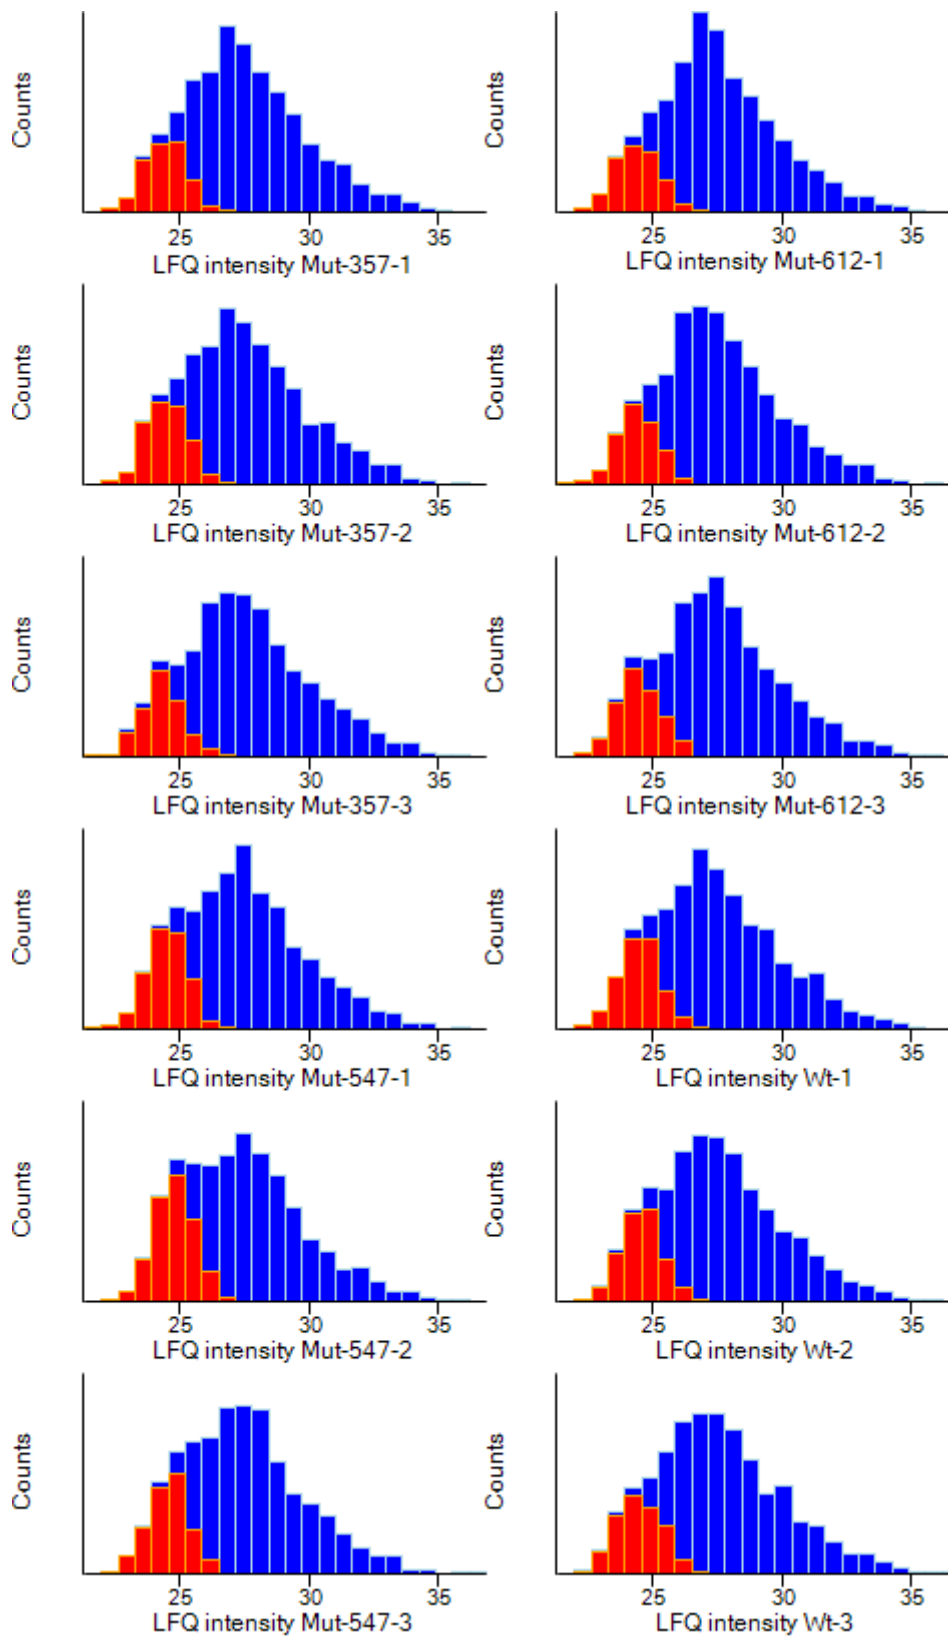 Counts
25 30 35
LFQ intensity Mut-357-1
Counts
25 30 35
LFQ intensity Mut-612-1
Counts
25 30 35
LFQ intensity Mut-357-2
Counts
25 30 35
LFQ intensity Mut-612-2
Counts
25 30 35
LFQ intensity Mut-357-3
Counts
25 30 35
LFQ intensity Mut-612-3
Counts
25 30 35
LFQ intensity Mut-547-1
Counts
25 30 35
LFQ intensity Wt-1
Counts
25 30 35
LFQ intensity Mut-547-2
Counts
25 30 35
LFQ intensity Wt-2
Counts
25 30 35
LFQ intensity Mut-547-3
Counts
25 30 35
LFQ intensity Wt-3